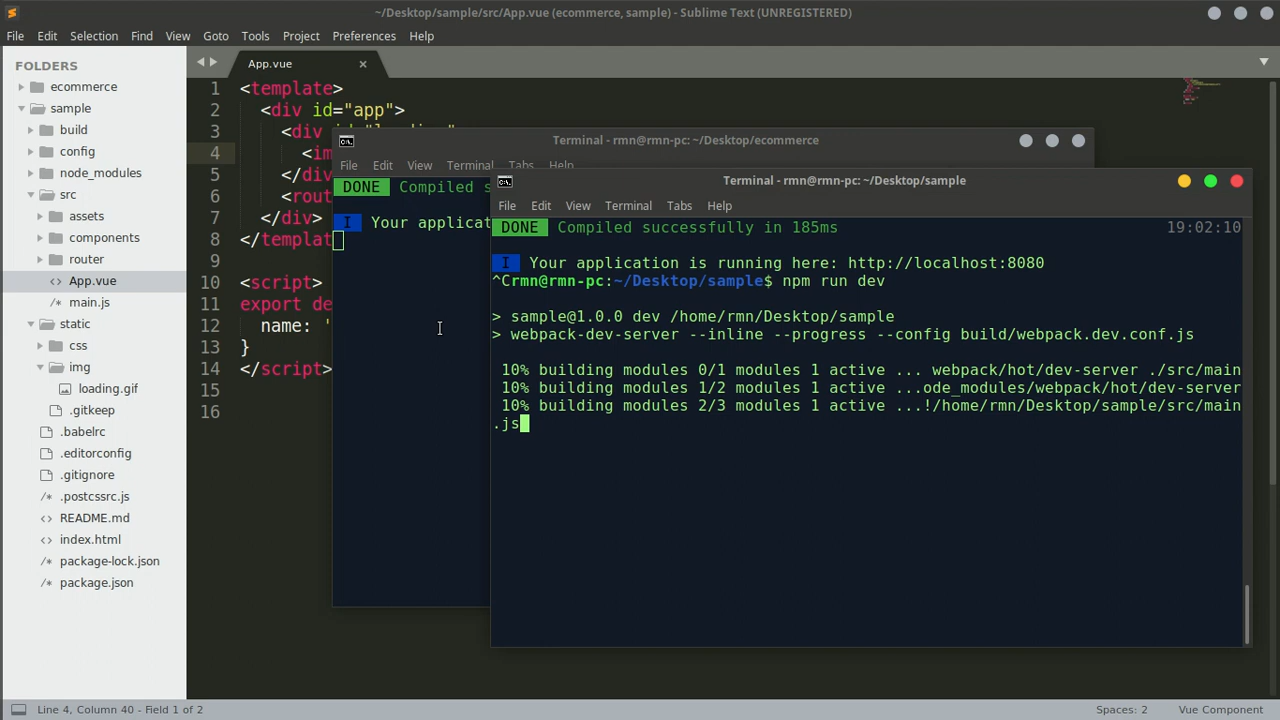 ~/Desktop/sample/src/App.vue (ecommerce, sample) - Sublime Text (UNREGISTERED)
File Edit Selection Find View Goto Tools Project Preferences Help
FOLDERS
ecommerce
sample
build
config
node_modules
src
assets
components
router
App.vue
main.js
static
css
img
loading.gif
.gitkeep
.babelrc
.editorconfig
.gitignore
.postcssrc.js
README.md
index.html
package-lock.json
package.json
App.vue
1 <template>
2 <div id="app">
3 <div
4 <im
5 </div
6 <rout
7 </div>
8 </templat
9
10 <script>
11 export de
12 name: '
13 }
14 </script>
15
16
Terminal - rmn@rmn-pc: ~/Desktop/ecommerce
File Edit View Terminal Tabs Help
DONE Compiled s
I Your applicat
Terminal - rmn@rmn-pc: ~/Desktop/sample
File Edit View Terminal Tabs Help
DONE Compiled successfully in 185ms 19:02:10
I Your application is running here: http://localhost:8080
^Crmn@rmn-pc:~/Desktop/sample$ npm run dev
> sample@1.0.0 dev /home/rmn/Desktop/sample
> webpack-dev-server --inline --progress --config build/webpack.dev.conf.js
10% building modules 0/1 modules 1 active ... webpack/hot/dev-server ./src/main
10% building modules 1/2 modules 1 active ...ode_modules/webpack/hot/dev-server
10% building modules 2/3 modules 1 active ...!/home/rmn/Desktop/sample/src/main
.js
Line 4, Column 40 - Field 1 of 2
Spaces: 2
Vue Component